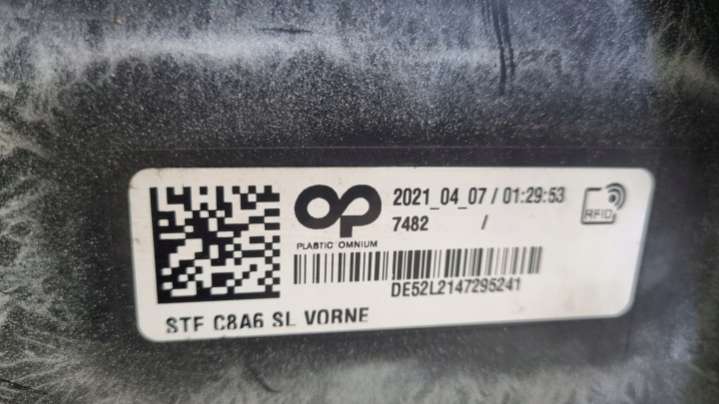 OP
PLASTIC OMNIUM
2021_04_07 / 01:29:53
7482 /
RFID
DE52L2147295241
STF C8A6 SL VORNE